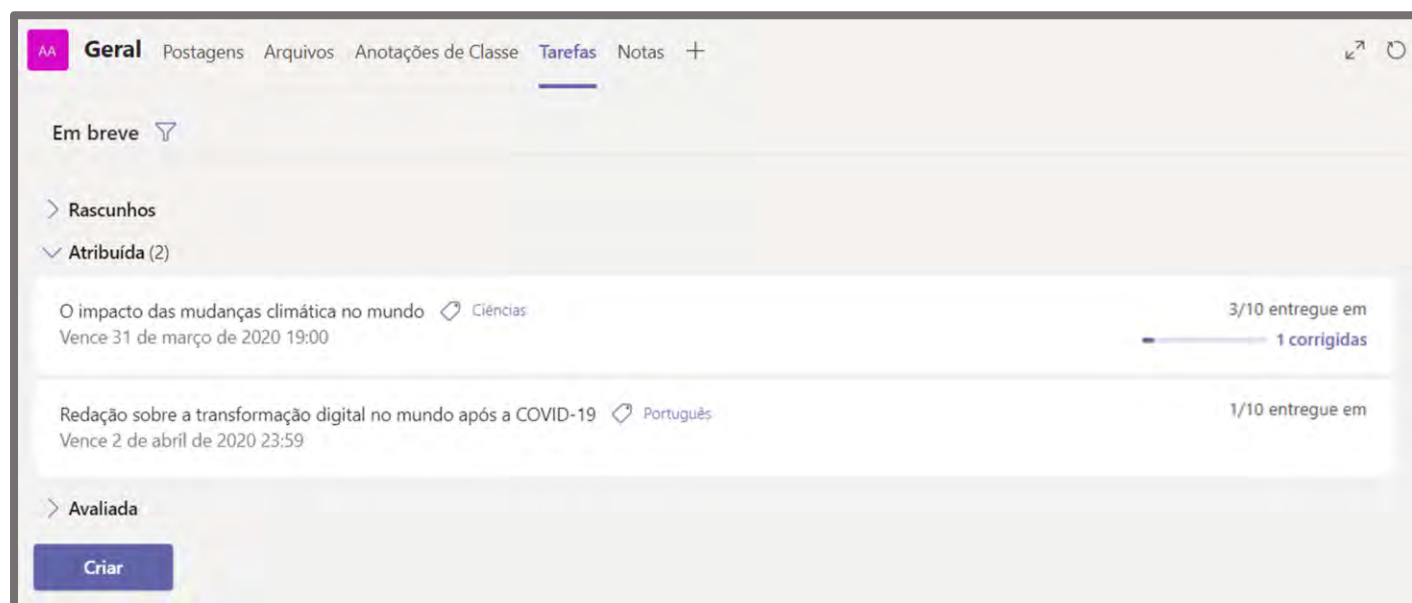 AA Geral Postagens Arquivos Anotações de Classe Tarefas Notas
Em breve
Rascunhos
Atribuída (2)
O impacto das mudanças climática no mundo Ciências
3/10 entregue em
Vence 31 de março de 2020 19:00
1 corrigidas
Redação sobre a transformação digital no mundo após a COVID-19 Português
1/10 entregue em
Vence 2 de abril de 2020 23:59
Avaliada
Criar